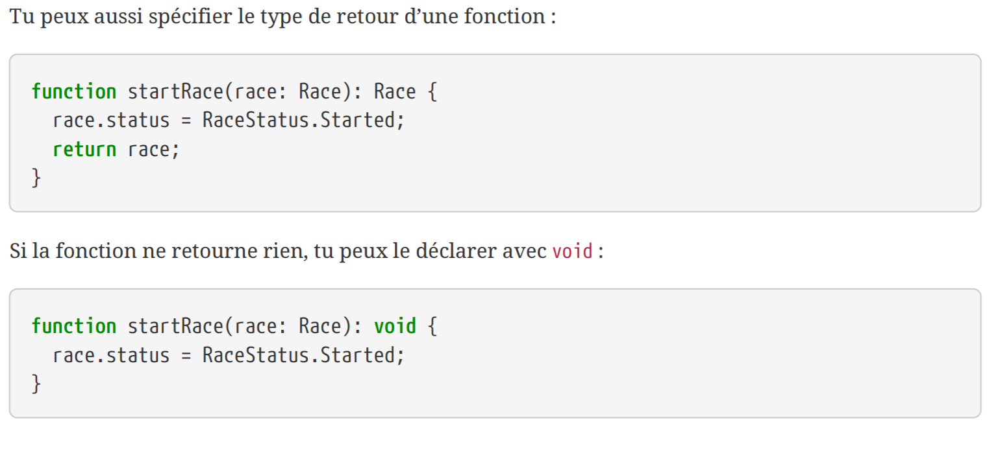 Tu peux aussi spécifier le type de retour d’une fonction :
function startRace(race: Race): Race {
  race.status = RaceStatus.Started;
  return race;
}
Si la fonction ne retourne rien, tu peux le déclarer avec void :
function startRace(race: Race): void {
  race.status = RaceStatus.Started;
}